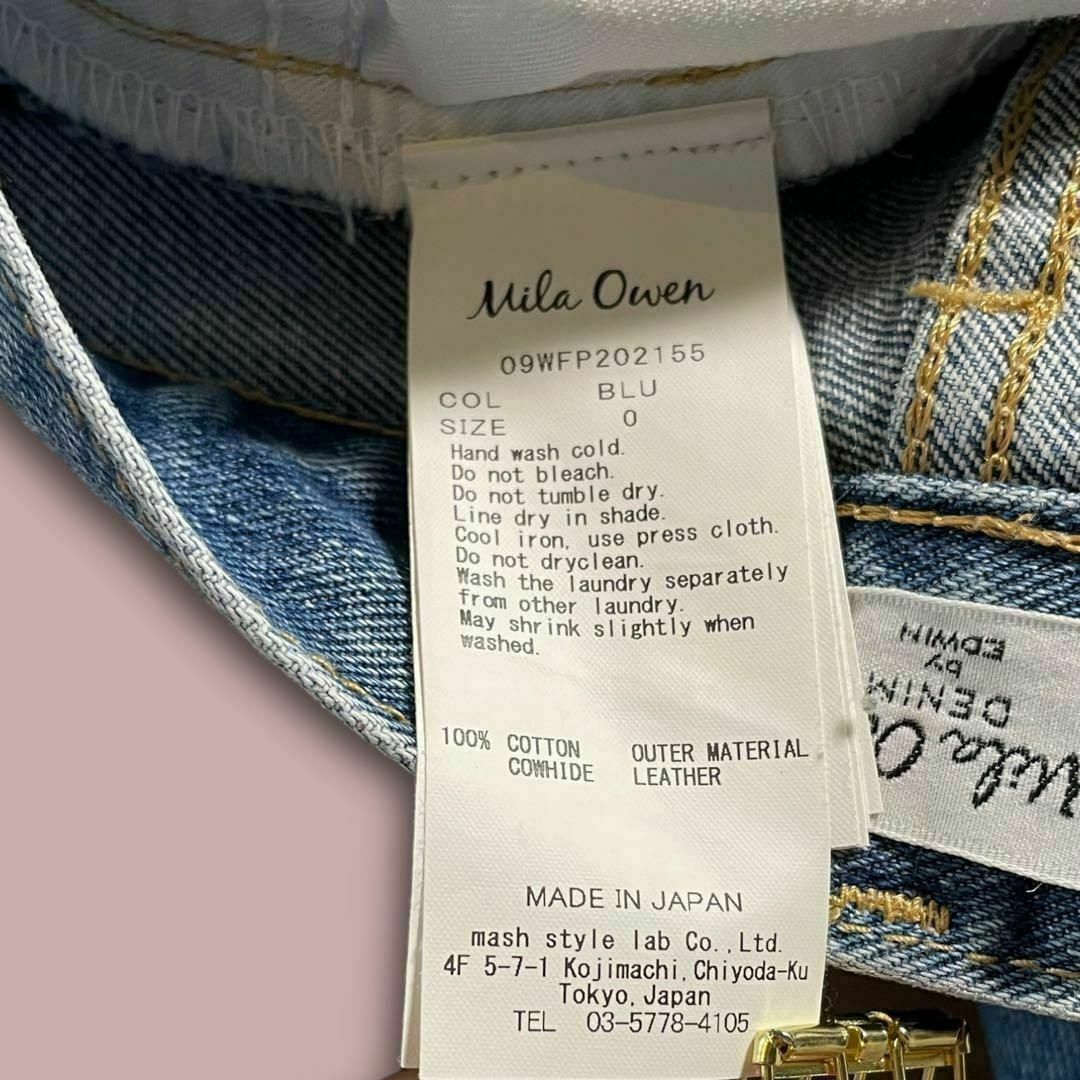 Mila Owen
09WFP202155
COL BLU
SIZE 0
Hand wash cold.
Do not bleach.
Do not tumble dry.
Line dry in shade.
Cool iron, use press cloth.
Do not dryclean.
Wash the laundry separately
from other laundry.
May shrink slightly when
washed.
100% COTTON OUTER MATERIAL
COWHIDE LEATHER
MADE IN JAPAN
mash style lab Co.,Ltd.
4F 5-7-1 Kojimachi,Chiyoda-Ku
Tokyo,Japan
TEL 03-5778-4105
Mila
DENIM
BY
EDWIN